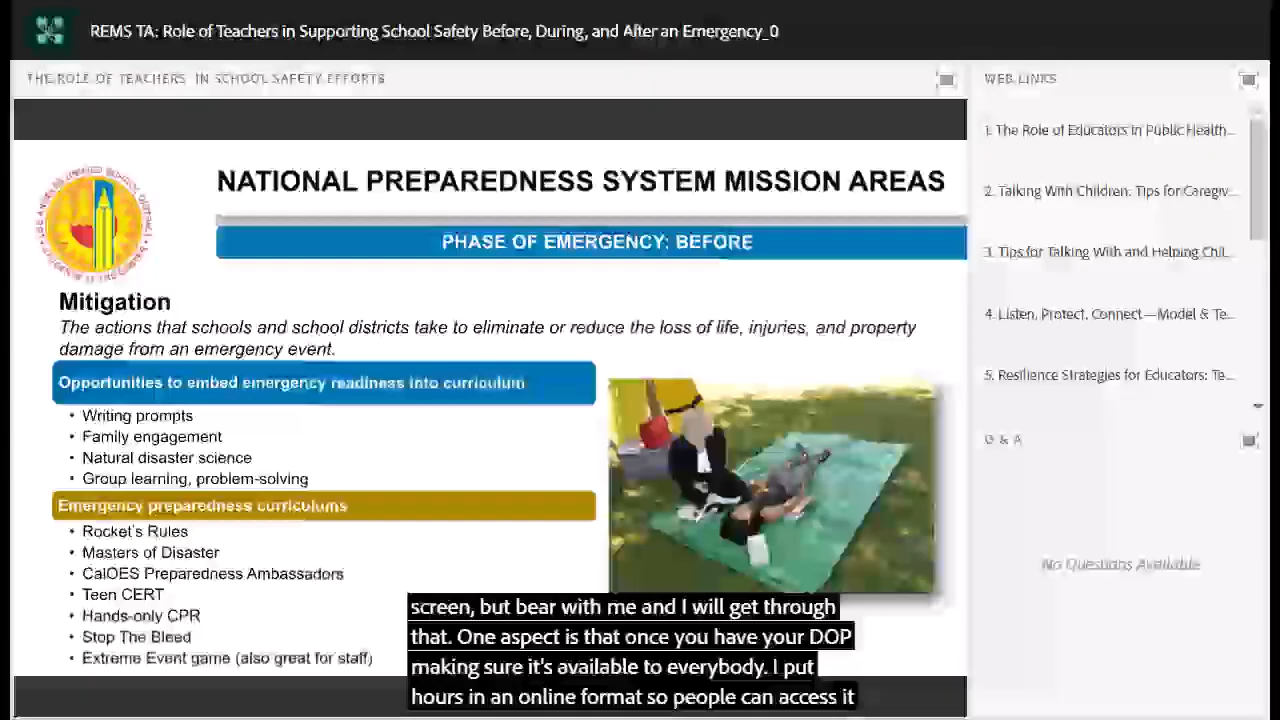 REMS TA: Role of Teachers in Supporting School Safety Before, During, and After an Emergency_0
THE ROLE OF TEACHERS IN SCHOOL SAFETY EFFORTS
NATIONAL PREPAREDNESS SYSTEM MISSION AREAS
PHASE OF EMERGENCY: BEFORE
Mitigation
The actions that schools and school districts take to eliminate or reduce the loss of life, injuries, and property
damage from an emergency event.
Opportunities to embed emergency readiness into curriculum
• Writing prompts
• Family engagement
• Natural disaster science
• Group learning, problem-solving
Emergency preparedness curriculums
• Rocket's Rules
• Masters of Disaster
• CalOES Preparedness Ambassadors
• Teen CERT
• Hands-only CPR
• Stop The Bleed
• Extreme Event game (also great for staff)
screen, but bear with me and I will get through
that. One aspect is that once you have your DOP
making sure it's available to everybody. I put
hours in an online format so people can access it
WEB LINKS
1. The Role of Educators in Public Health...
2. Talking With Children: Tips for Caregiv...
3. Tips for Talking With and Helping Chil...
4. Listen, Protect, Connect—Model & Te...
5. Resilience Strategies for Educators: Te...
Q & A
No Questions Available